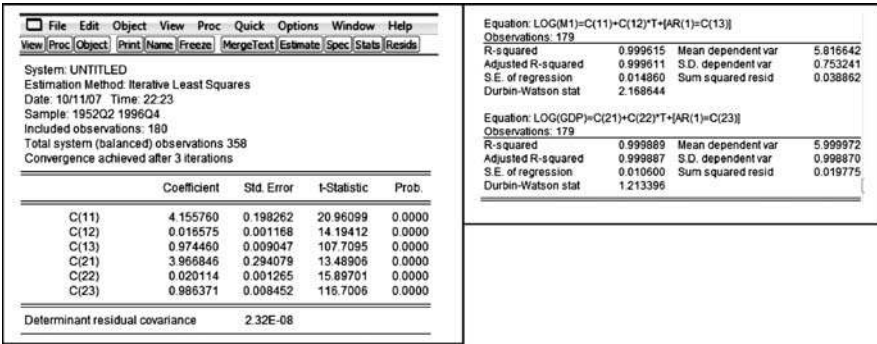 File Edit Object View Proc Quick Options Window Help
View Proc Object Print Name Freeze MergeText Estimate Spec Stats Resids
System: UNTITLED
Estimation Method: Iterative Least Squares
Date: 10/11/07 Time: 22:23
Sample: 1952Q2 1996Q4
Included observations: 180
Total system (balanced) observations 358
Convergence achieved after 3 iterations
Coefficient Std. Error t-Statistic Prob.
C(11) 4.155760 0.198262 20.96099 0.0000
C(12) 0.016575 0.001168 14.19412 0.0000
C(13) 0.974460 0.009047 107.7095 0.0000
C(21) 3.966846 0.294079 13.48906 0.0000
C(22) 0.020114 0.001265 15.89701 0.0000
C(23) 0.986371 0.008452 116.7006 0.0000
Determinant residual covariance 2.32E-08
Equation: LOG(M1)=C(11)+C(12)*T+[AR(1)=C(13)]
Observations: 179
R-squared 0.999615 Mean dependent var 5.816642
Adjusted R-squared 0.999611 S.D. dependent var 0.753241
S.E. of regression 0.014860 Sum squared resid 0.038862
Durbin-Watson stat 2.168644
Equation: LOG(GDP)=C(21)+C(22)*T+[AR(1)=C(23)]
Observations: 179
R-squared 0.999889 Mean dependent var 5.999972
Adjusted R-squared 0.999887 S.D. dependent var 0.998870
S.E. of regression 0.010600 Sum squared resid 0.019775
Durbin-Watson stat 1.213396